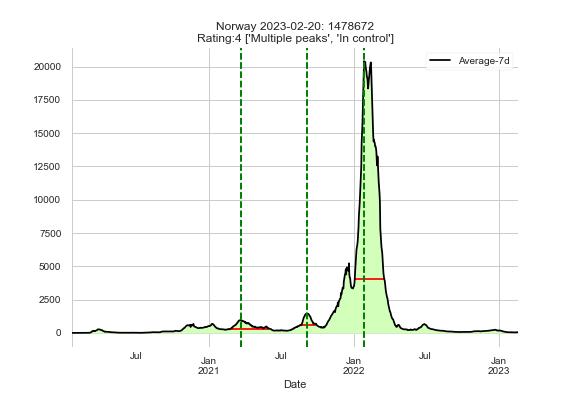 Norway 2023-02-20: 1478672
Rating:4 ['Multiple peaks', 'In control']
Average-7d
20000
17500
15000
12500
10000
7500
5000
2500
0
Jul
Jan
2021
Jul
Jan
2022
Jul
Jan
2023
Date